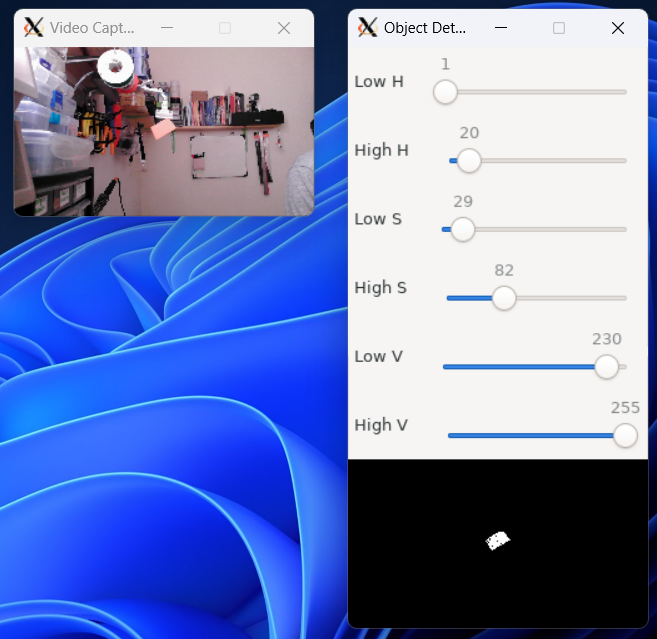 Video Capt...
Object Det...
Low H
1
High H
20
Low S
29
High S
82
Low V
230
High V
255